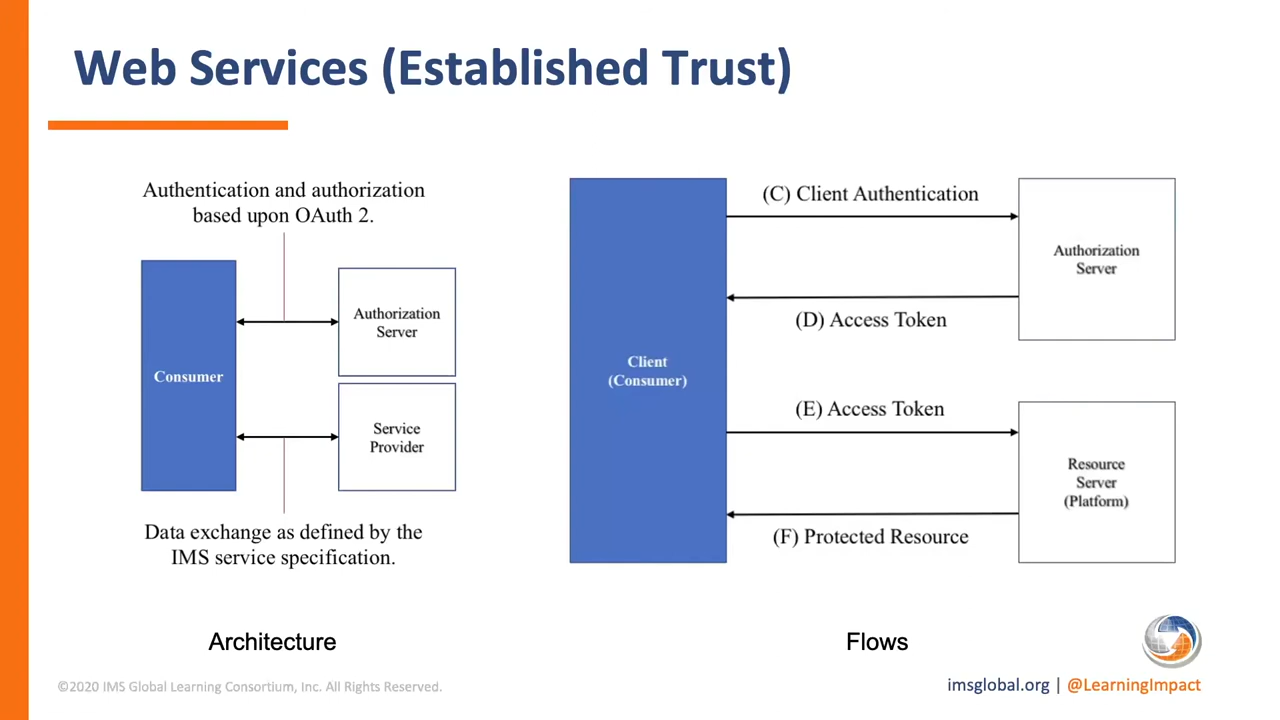 Web Services (Established Trust)
Authentication and authorization
based upon OAuth 2.
Consumer
Authorization
Server
Service
Provider
Data exchange as defined by the
IMS service specification.
Architecture
Client
(Consumer)
(C) Client Authentication
(D) Access Token
Authorization
Server
(E) Access Token
(F) Protected Resource
Resource
Server
(Platform)
Flows
©2020 IMS Global Learning Consortium, Inc. All Rights Reserved.
imsglobal.org | @LearningImpact